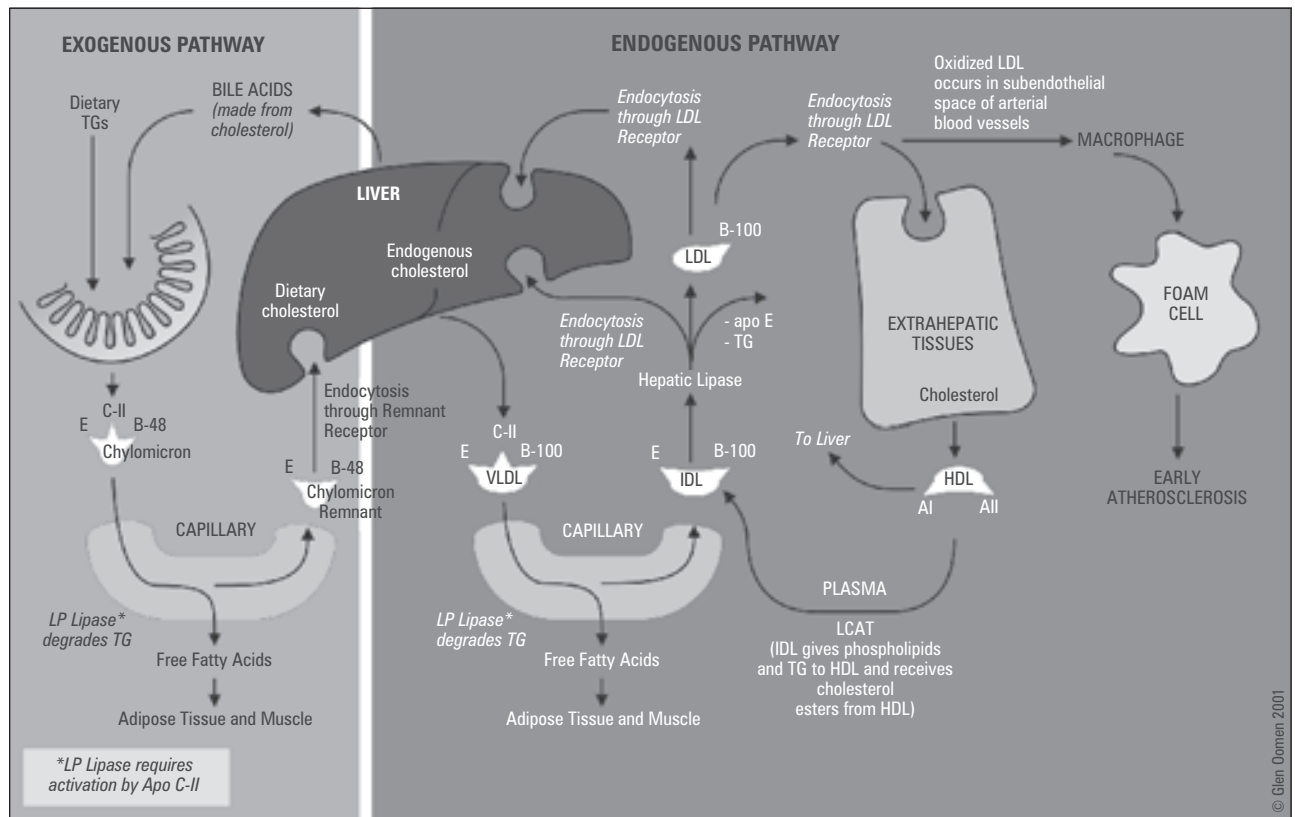 EXOGENOUS PATHWAY
Dietary
TGs
BILE ACIDS
(made from
cholesterol)
LIVER
Dietary
cholesterol
Endogenous
cholesterol
C-II
E
B-48
Chylomicron
Endocytosis
through Remnant
Receptor
E
B-48
Chylomicron
Remnant
CAPILLARY
LP Lipase*
degrades TG
Free Fatty Acids
Adipose Tissue and Muscle
*LP Lipase requires
activation by Apo C-II
ENDOGENOUS PATHWAY
Endocytosis
through LDL
Receptor
Endocytosis
through LDL
Receptor
Oxidized LDL
occurs in subendothelial
space of arterial
blood vessels
MACROPHAGE
B-100
LDL
Endocytosis
through LDL
Receptor
- apo E
- TG
Hepatic Lipase
C-II
E
B-100
VLDL
E
B-100
IDL
CAPILLARY
LP Lipase*
degrades TG
Free Fatty Acids
Adipose Tissue and Muscle
EXTRAHEPATIC
TISSUES
Cholesterol
To Liver
HDL
AI
AII
PLASMA
LCAT
(IDL gives phospholipids
and TG to HDL and receives
cholesterol
esters from HDL)
FOAM
CELL
EARLY
ATHEROSCLEROSIS
© Glen Oomen 2001